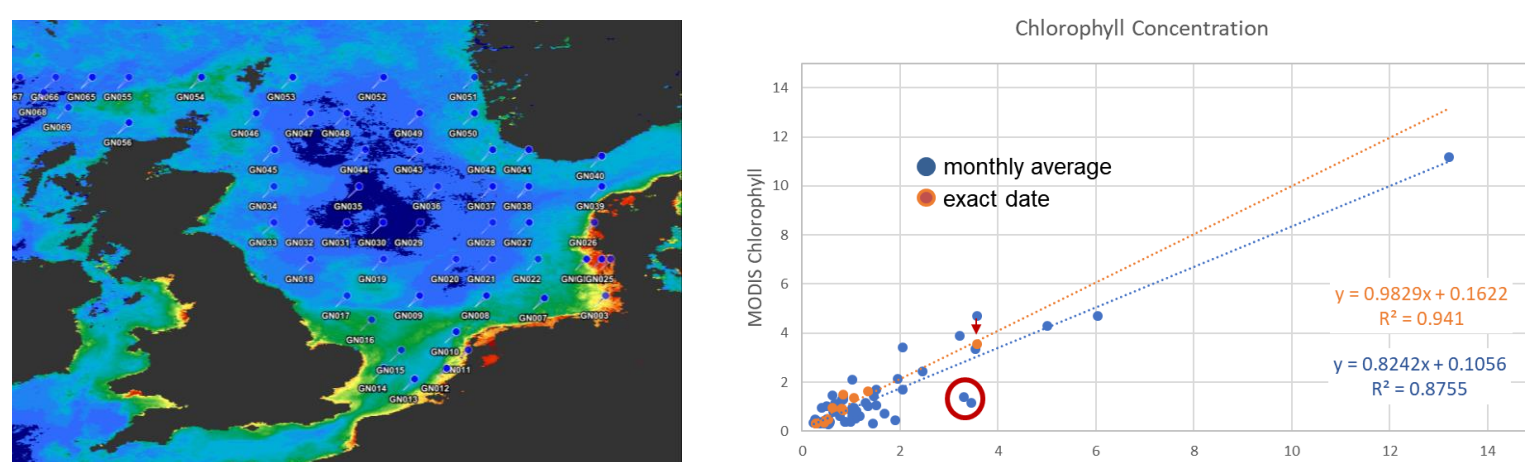 GN066 GN065 GN055 GN054 GN053 GN052 GN051
67
GN068
GN069
GN056
GN046 GN047 GN048 GN049 GN050
GN045 GN044 GN043 GN042 GN041
GN040
GN034 GN035 GN036 GN037 GN038 GN039
GN033 GN032 GN031 GN030 GN029 GN028 GN027 GN026
GN018 GN019 GN020 GN021 GN022 GN025
GN017 GN009 GN008 GN007 GN003
GN016
GN010
GN015 GN011
GN014 GN012
GN013
Chlorophyll Concentration
MODIS Chlorophyll
14
12
10
8
6
4
2
0
monthly average
exact date
y = 0.9829x + 0.1622
R² = 0.941
y = 0.8242x + 0.1056
R² = 0.8755
0 2 4 6 8 10 12 14